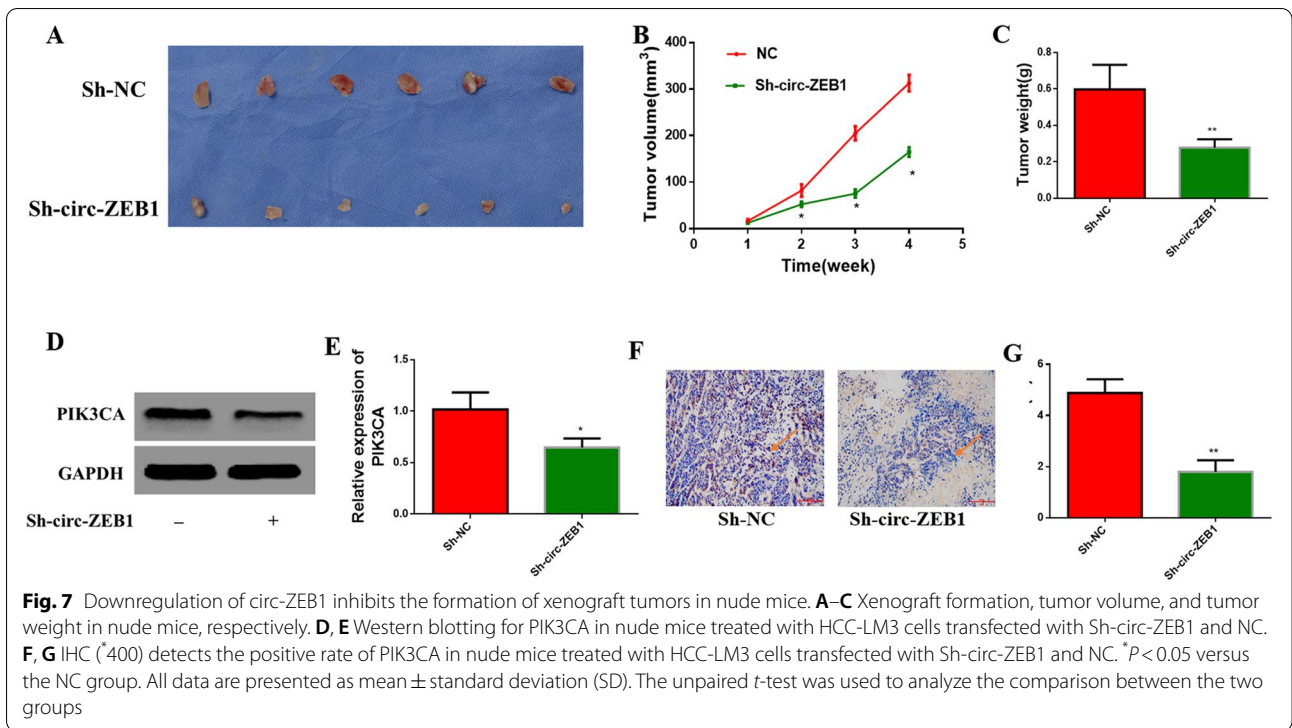 A
Sh-NC
Sh-circ-ZEB1
B
Tumor volume(mm³)
400
300
200
100
0
NC
Sh-circ-ZEB1
*
*
*
0 1 2 3 4 5
Time(week)
C
Tumor weight(g)
0.8
0.6
0.4
0.2
0.0
**
Sh-NC
Sh-circ-ZEB1
D
PIK3CA
GAPDH
Sh-circ-ZEB1 – +
E
Relative expression of
PIK3CA
1.5
1.0
0.5
0.0
*
Sh-NC
Sh-circ-ZEB1
F
Sh-NC Sh-circ-ZEB1
G
6
4
2
0
**
Sh-NC
Sh-circ-ZEB1
Fig. 7 Downregulation of circ-ZEB1 inhibits the formation of xenograft tumors in nude mice. A–C Xenograft formation, tumor volume, and tumor
weight in nude mice, respectively. D, E Western blotting for PIK3CA in nude mice treated with HCC-LM3 cells transfected with Sh-circ-ZEB1 and NC.
F, G IHC (*400) detects the positive rate of PIK3CA in nude mice treated with HCC-LM3 cells transfected with Sh-circ-ZEB1 and NC. *P < 0.05 versus
the NC group. All data are presented as mean ± standard deviation (SD). The unpaired t-test was used to analyze the comparison between the two
groups